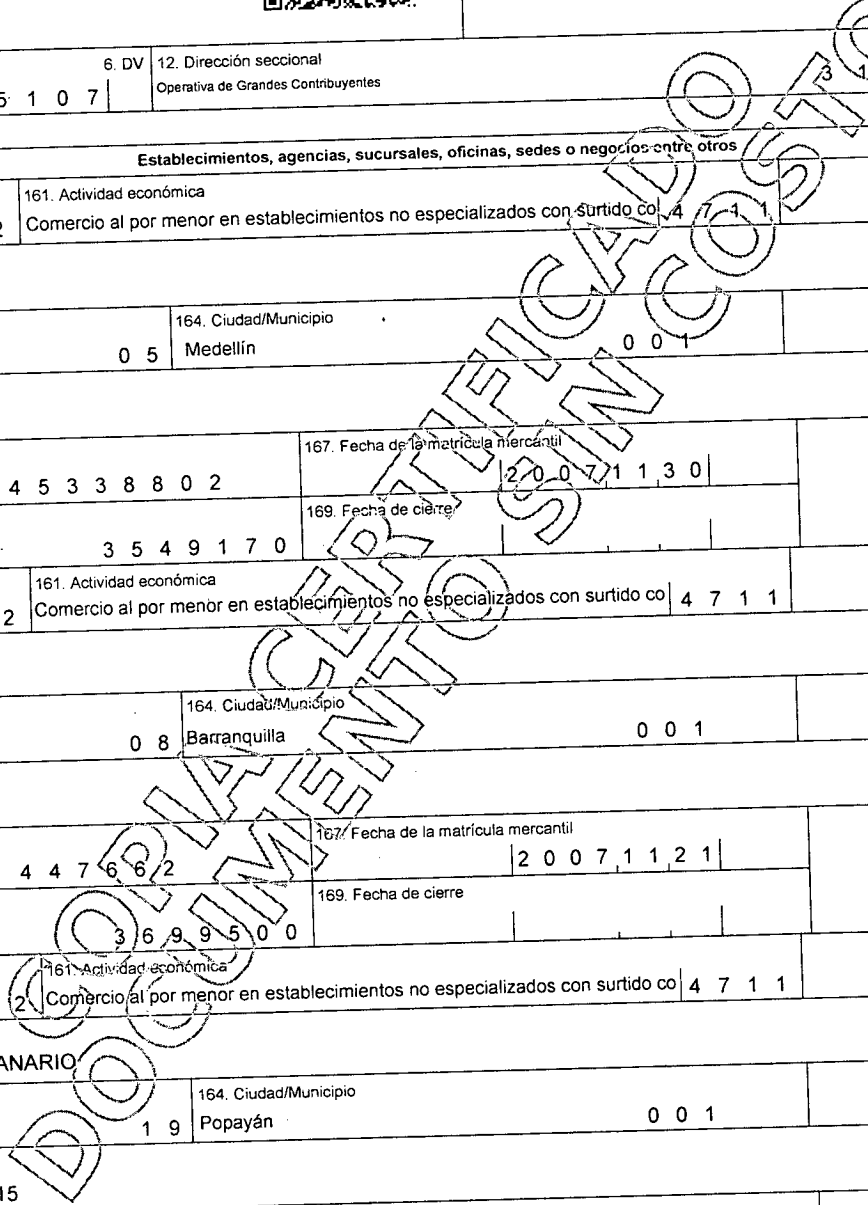 6. DV 12. Dirección seccional
5 1 0 7 Operativa de Grandes Contribuyentes 3 1
Establecimientos, agencias, sucursales, oficinas, sedes o negocios entre otros
161. Actividad económica
2 Comercio al por menor en establecimientos no especializados con surtido co 4 7 1 1
164. Ciudad/Municipio
0 5 Medellín 0 0 1
167. Fecha de la matrícula mercantil
4 5 3 3 8 8 0 2 2 0 0 7 1 1 3 0
169. Fecha de cierre
3 5 4 9 1 7 0
161. Actividad económica
2 Comercio al por menor en establecimientos no especializados con surtido co 4 7 1 1
164. Ciudad/Municipio
0 8 Barranquilla 0 0 1
167. Fecha de la matrícula mercantil
4 4 7 6 6 2 2 0 0 7 1 1 2 1
169. Fecha de cierre
3 6 9 9 5 0 0
161. Actividad económica
2 Comercio al por menor en establecimientos no especializados con surtido co 4 7 1 1
ANARIO
164. Ciudad/Municipio
1 9 Popayán 0 0 1
15
COPIA CERTIFICADO
DOCUMENTO SIN COSTO